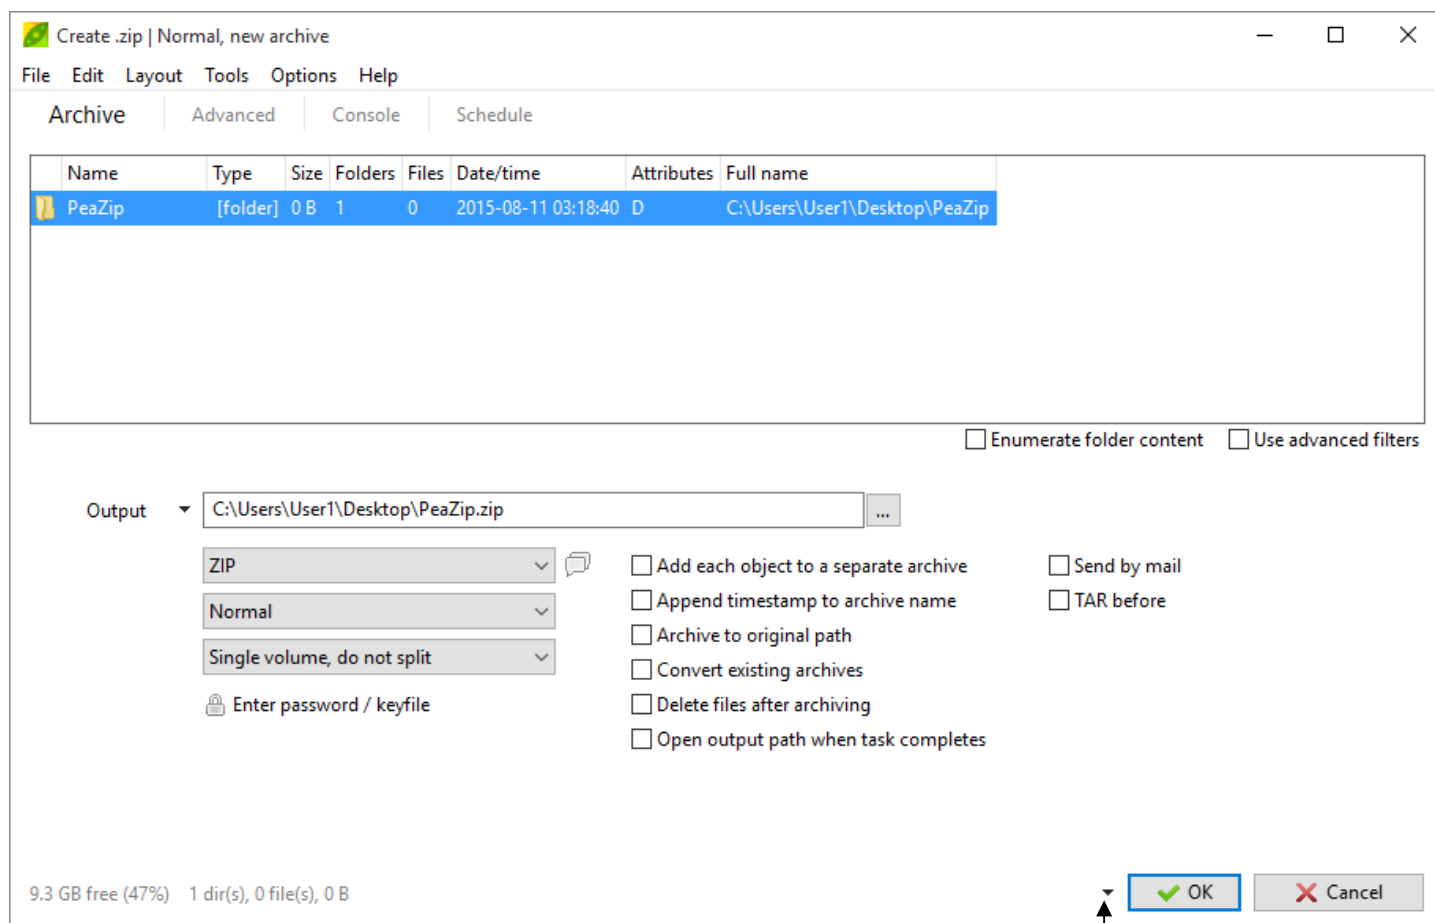 Create .zip | Normal, new archive
File Edit Layout Tools Options Help
Archive Advanced Console Schedule
Name Type Size Folders Files Date/time Attributes Full name
PeaZip [folder] 0 B 1 0 2015-08-11 03:18:40 D C:\Users\User1\Desktop\PeaZip
Enumerate folder content Use advanced filters
Output C:\Users\User1\Desktop\PeaZip.zip ...
ZIP Add each object to a separate archive Send by mail
Normal Append timestamp to archive name TAR before
Archive to original path
Single volume, do not split Convert existing archives
Enter password / keyfile Delete files after archiving
Open output path when task completes
9.3 GB free (47%) 1 dir(s), 0 file(s), 0 B OK Cancel